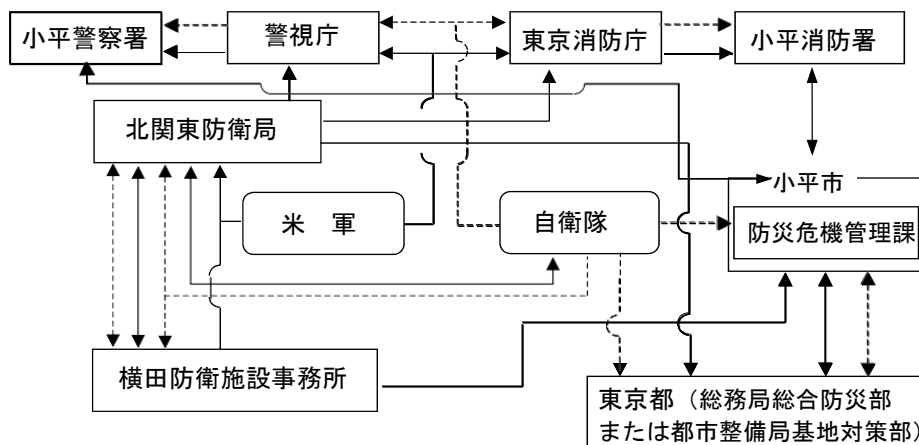 小平警察署
警視庁
東京消防庁
小平消防署
北関東防衛局
小平市
米　軍
自衛隊
防災危機管理課
横田防衛施設事務所
東京都（総務局総合防災部
または都市整備局基地対策部）